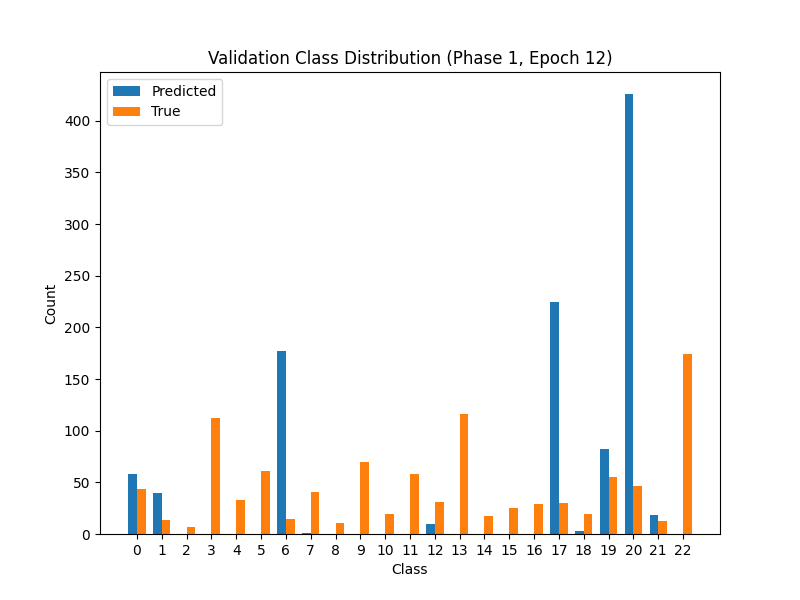 Validation Class Distribution (Phase 1, Epoch 12)
Predicted
True
400
350
300
250
200
150
100
50
0
Count
0 1 2 3 4 5 6 7 8 9 10 11 12 13 14 15 16 17 18 19 20 21 22
Class